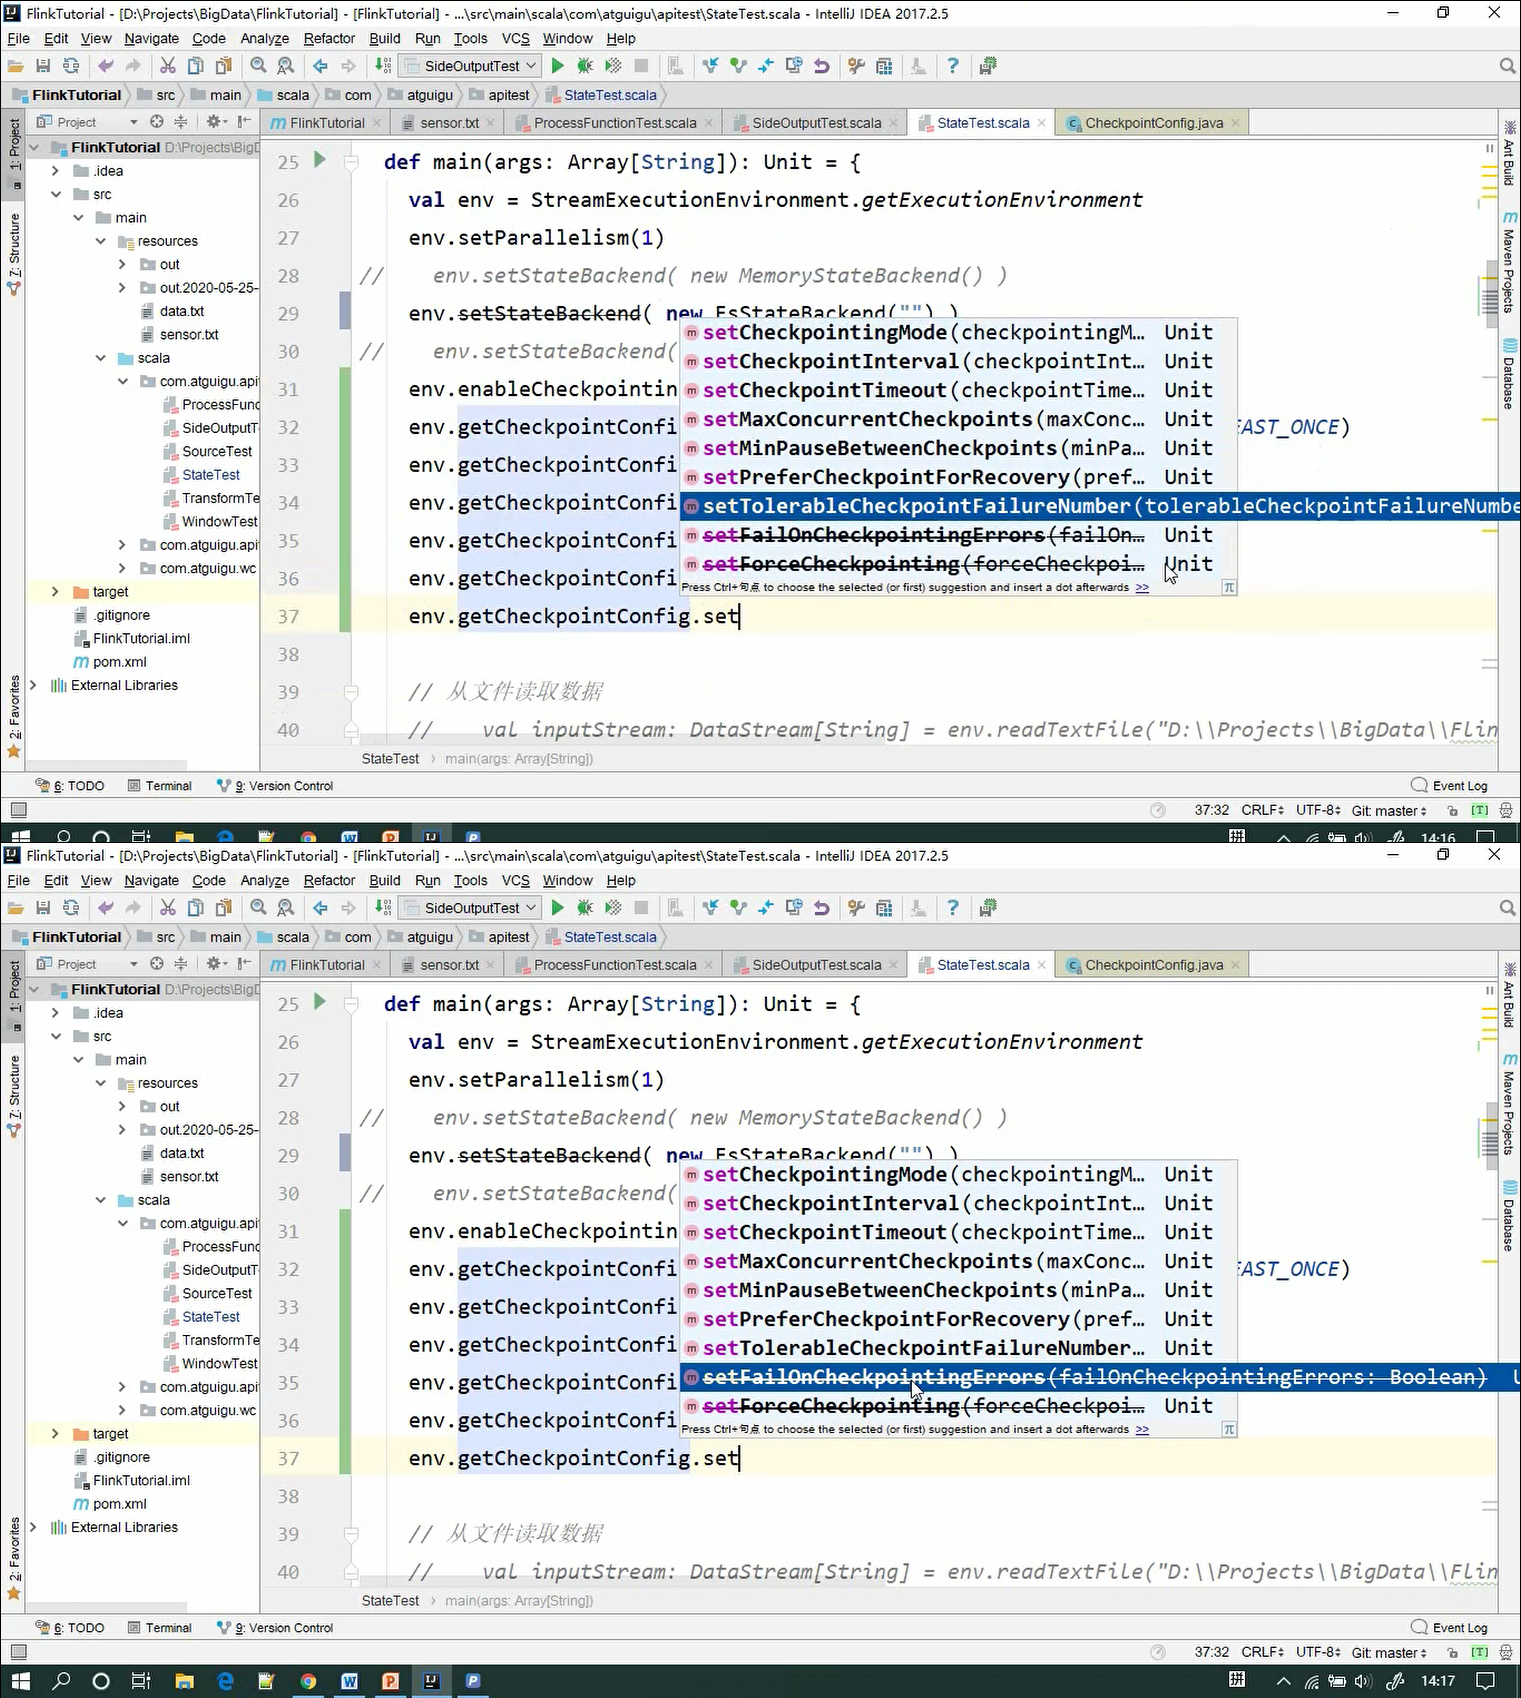 FlinkTutorial - [D:\Projects\BigData\FlinkTutorial] - [FlinkTutorial] - ...\src\main\scala\com\atguigu\apitest\StateTest.scala - IntelliJ IDEA 2017.2.5
File Edit View Navigate Code Analyze Refactor Build Run Tools VCS Window Help
SideOutputTest
FlinkTutorial src main scala com atguigu apitest StateTest.scala
Project
FlinkTutorial sensor.txt ProcessFunctionTest.scala SideOutputTest.scala StateTest.scala CheckpointConfig.java
FlinkTutorial D:\Projects\BigD
.idea
src
main
resources
out
out.2020-05-25-
data.txt
sensor.txt
scala
com.atguigu.api
ProcessFunc
SideOutputT
SourceTest
StateTest
TransformTe
WindowTest
com.atguigu.api
com.atguigu.wc
target
.gitignore
FlinkTutorial.iml
pom.xml
External Libraries
1: Project
7: Structure
2: Favorites
Ant Build
Maven Projects
Database
25 def main(args: Array[String]): Unit = {
26 val env = StreamExecutionEnvironment.getExecutionEnvironment
27 env.setParallelism(1)
28 // env.setStateBackend( new MemoryStateBackend() )
29 env.setStateBackend( new FsStateBackend("") )
30 // env.setStateBackend(
31 env.enableCheckpointin
32 env.getCheckpointConfi EAST_ONCE)
33 env.getCheckpointConfi
34 env.getCheckpointConfi
35 env.getCheckpointConfi
36 env.getCheckpointConfi
37 env.getCheckpointConfig.set
38
39 // 从文件读取数据
40 // val inputStream: DataStream[String] = env.readTextFile("D:\\Projects\\BigData\\Flin
setCheckpointingMode(checkpointingM... Unit
setCheckpointInterval(checkpointInt... Unit
setCheckpointTimeout(checkpointTime... Unit
setMaxConcurrentCheckpoints(maxConc... Unit
setMinPauseBetweenCheckpoints(minPa... Unit
setPreferCheckpointForRecovery(pref... Unit
setTolerableCheckpointFailureNumber(tolerableCheckpointFailureNumbe
setFailOnCheckpointingErrors(failOn... Unit
setForceCheckpointing(forceCheckpoi... Unit
Press Ctrl+句点 to choose the selected (or first) suggestion and insert a dot afterwards >> π
StateTest main(args: Array[String])
6: TODO Terminal 9: Version Control Event Log
37:32 CRLF UTF-8 Git: master [T]
拼 14:16
FlinkTutorial - [D:\Projects\BigData\FlinkTutorial] - [FlinkTutorial] - ...\src\main\scala\com\atguigu\apitest\StateTest.scala - IntelliJ IDEA 2017.2.5
File Edit View Navigate Code Analyze Refactor Build Run Tools VCS Window Help
SideOutputTest
FlinkTutorial src main scala com atguigu apitest StateTest.scala
Project
FlinkTutorial sensor.txt ProcessFunctionTest.scala SideOutputTest.scala StateTest.scala CheckpointConfig.java
FlinkTutorial D:\Projects\BigD
.idea
src
main
resources
out
out.2020-05-25-
data.txt
sensor.txt
scala
com.atguigu.api
ProcessFunc
SideOutputT
SourceTest
StateTest
TransformTe
WindowTest
com.atguigu.api
com.atguigu.wc
target
.gitignore
FlinkTutorial.iml
pom.xml
External Libraries
1: Project
7: Structure
2: Favorites
Ant Build
Maven Projects
Database
25 def main(args: Array[String]): Unit = {
26 val env = StreamExecutionEnvironment.getExecutionEnvironment
27 env.setParallelism(1)
28 // env.setStateBackend( new MemoryStateBackend() )
29 env.setStateBackend( new FsStateBackend("") )
30 // env.setStateBackend(
31 env.enableCheckpointin
32 env.getCheckpointConfi EAST_ONCE)
33 env.getCheckpointConfi
34 env.getCheckpointConfi
35 env.getCheckpointConfi
36 env.getCheckpointConfi
37 env.getCheckpointConfig.set
38
39 // 从文件读取数据
40 // val inputStream: DataStream[String] = env.readTextFile("D:\\Projects\\BigData\\Flin
setCheckpointingMode(checkpointingM... Unit
setCheckpointInterval(checkpointInt... Unit
setCheckpointTimeout(checkpointTime... Unit
setMaxConcurrentCheckpoints(maxConc... Unit
setMinPauseBetweenCheckpoints(minPa... Unit
setPreferCheckpointForRecovery(pref... Unit
setTolerableCheckpointFailureNumber... Unit
setFailOnCheckpointingErrors(failOnCheckpointingErrors: Boolean) U
setForceCheckpointing(forceCheckpoi... Unit
Press Ctrl+句点 to choose the selected (or first) suggestion and insert a dot afterwards >> π
StateTest main(args: Array[String])
6: TODO Terminal 9: Version Control Event Log
37:32 CRLF UTF-8 Git: master [T]
拼 14:17